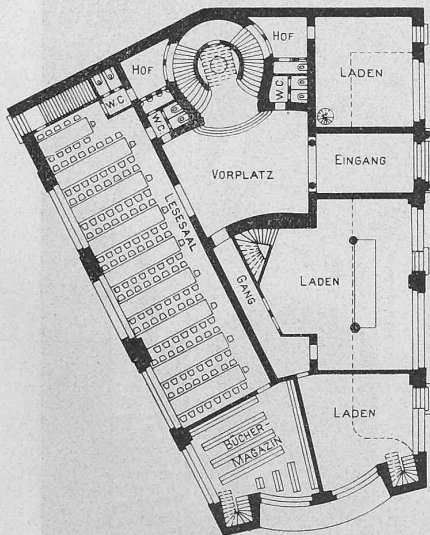 HOF
HOF
LADEN
W.C.
W.C.
W.C.
EINGANG
VORPLATZ
LESESAAL
LADEN
GANG
LADEN
BÜCHER-
MAGAZIN